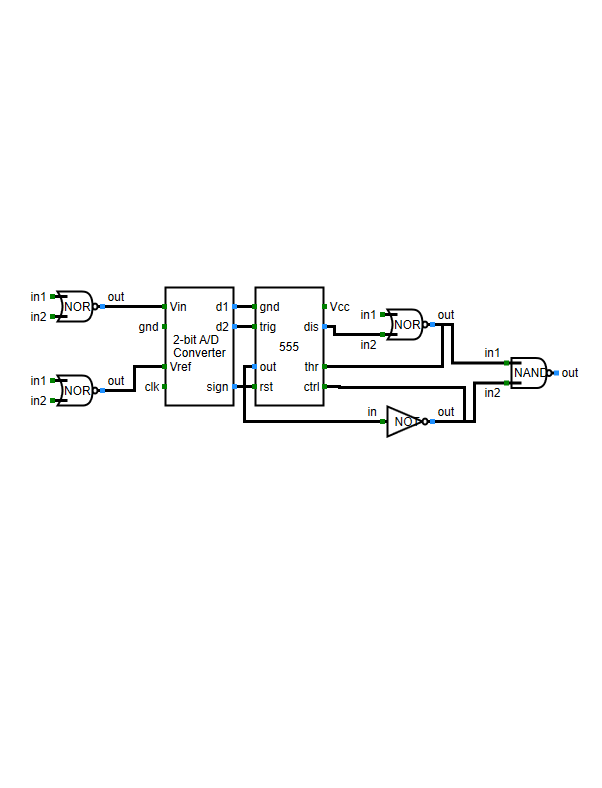 in1
in2
NOR
out
in1
in2
NOR
out
Vin
gnd
Vref
clk
2-bit A/D
Converter
d1
d2
sign
gnd
trig
out
rst
555
Vcc
dis
thr
ctrl
in1
in2
NOR
out
in
NOT
out
in1
in2
NAND
out